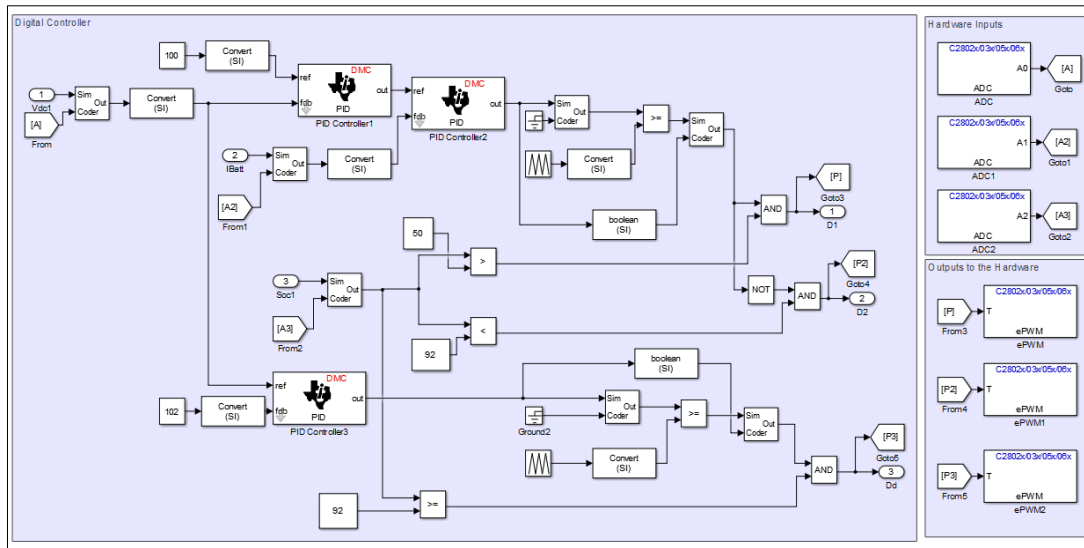 Digital Controller
100
Convert
(SI)
DMC
ref
fdb
out
PID
PID Controller1
DMC
ref
fdb
out
PID
PID Controller2
1
Vdc1
[A]
From
Sim
Out
Coder
Convert
(SI)
2
IBatt
[A2]
From1
Sim
Out
Coder
Convert
(SI)
Sim
Out
Coder
Convert
(SI)
>=
Sim
Out
Coder
boolean
(SI)
AND
[P]
Goto3
1
D1
50
>
3
Soc1
[A3]
From2
Sim
Out
Coder
<
92
NOT
AND
[P2]
Goto4
2
D2
DMC
ref
fdb
out
PID
PID Controller3
102
Convert
(SI)
boolean
(SI)
Sim
Out
Coder
Ground2
Convert
(SI)
>=
Sim
Out
Coder
AND
[P3]
Goto5
3
Dd
92
>=
Hardware Inputs
C2802x/03x/05x/06x
A0
ADC
ADC
[A]
Goto
C2802x/03x/05x/06x
A1
ADC
ADC1
[A2]
Goto1
C2802x/03x/05x/06x
A2
ADC
ADC2
[A3]
Goto2
Outputs to the Hardware
C2802x/03x/05x/06x
[P]
From3
T
ePWM
ePWM
C2802x/03x/05x/06x
[P2]
From4
T
ePWM
ePWM1
C2802x/03x/05x/06x
[P3]
From5
T
ePWM
ePWM2